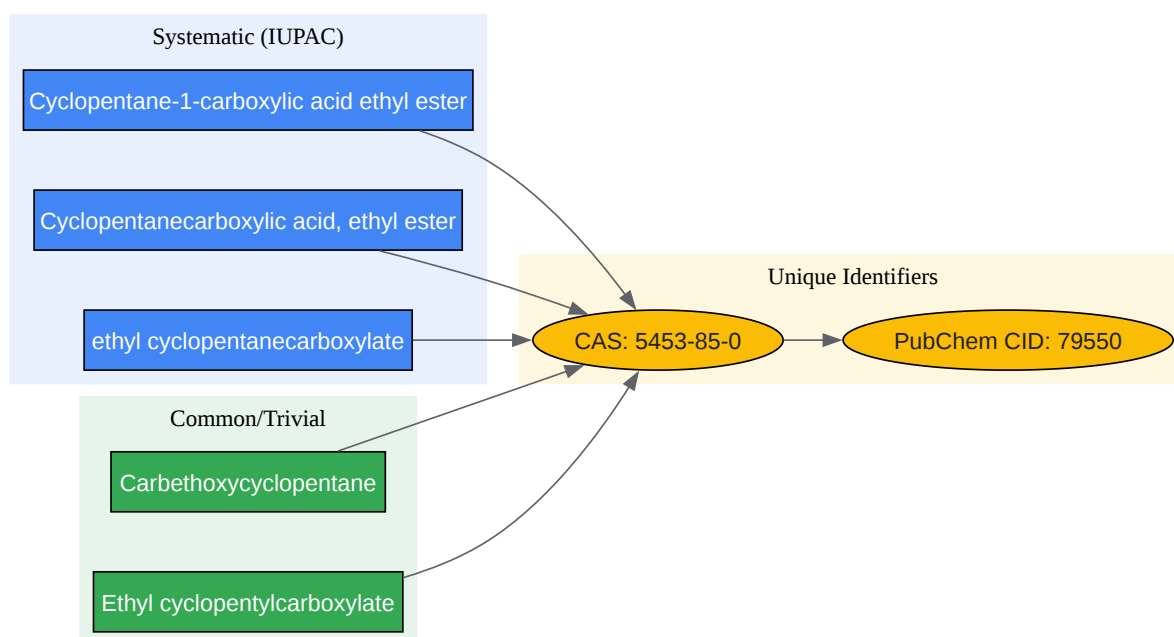 Systematic (IUPAC)
Cyclopentane-1-carboxylic acid ethyl ester
Cyclopentanecarboxylic acid, ethyl ester
ethyl cyclopentanecarboxylate
Unique Identifiers
CAS: 5453-85-0
PubChem CID: 79550
Common/Trivial
Carbethoxycyclopentane
Ethyl cyclopentylcarboxylate